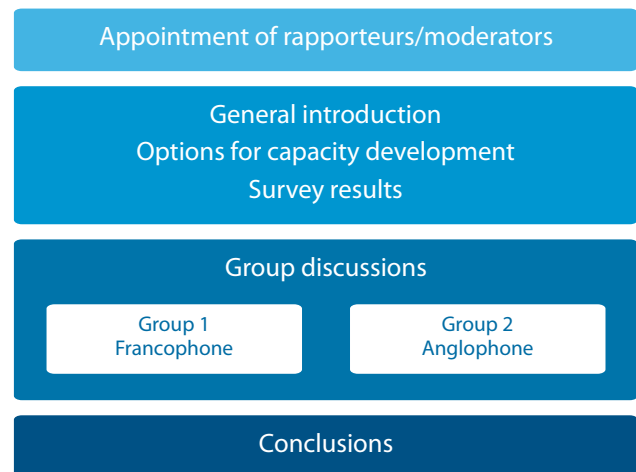 Appointment of rapporteurs/moderators
General introduction
Options for capacity development
Survey results
Group discussions
Group 1
Francophone
Group 2
Anglophone
Conclusions